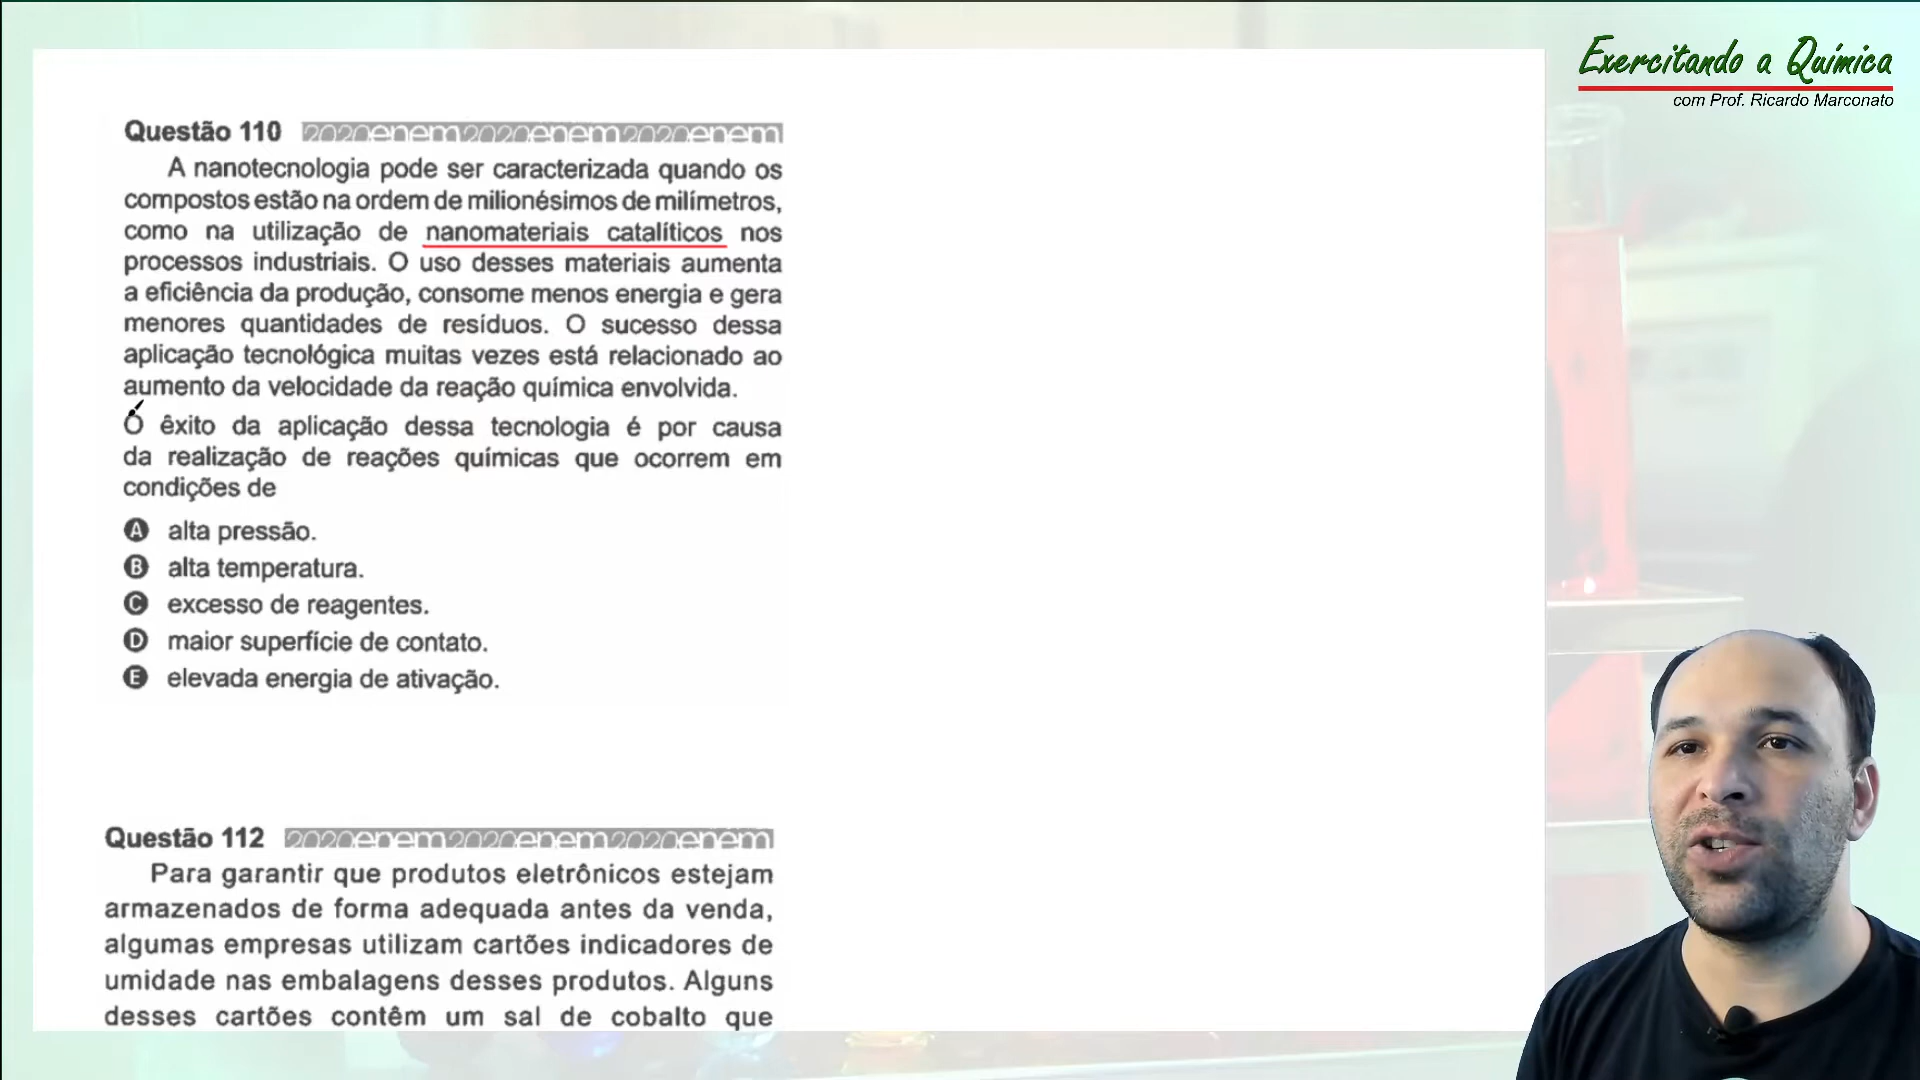 Exercitando a Química
com Prof. Ricardo Marconato
Questão 110 2020enem2020enem2020enem
A nanotecnologia pode ser caracterizada quando os
compostos estão na ordem de milionésimos de milímetros,
como na utilização de nanomateriais catalíticos nos
processos industriais. O uso desses materiais aumenta
a eficiência da produção, consome menos energia e gera
menores quantidades de resíduos. O sucesso dessa
aplicação tecnológica muitas vezes está relacionado ao
aumento da velocidade da reação química envolvida.
O êxito da aplicação dessa tecnologia é por causa
da realização de reações químicas que ocorrem em
condições de
A alta pressão.
B alta temperatura.
C excesso de reagentes.
D maior superfície de contato.
E elevada energia de ativação.
Questão 112 2020enem2020enem2020enem
Para garantir que produtos eletrônicos estejam
armazenados de forma adequada antes da venda,
algumas empresas utilizam cartões indicadores de
umidade nas embalagens desses produtos. Alguns
desses cartões contêm um sal de cobalto que